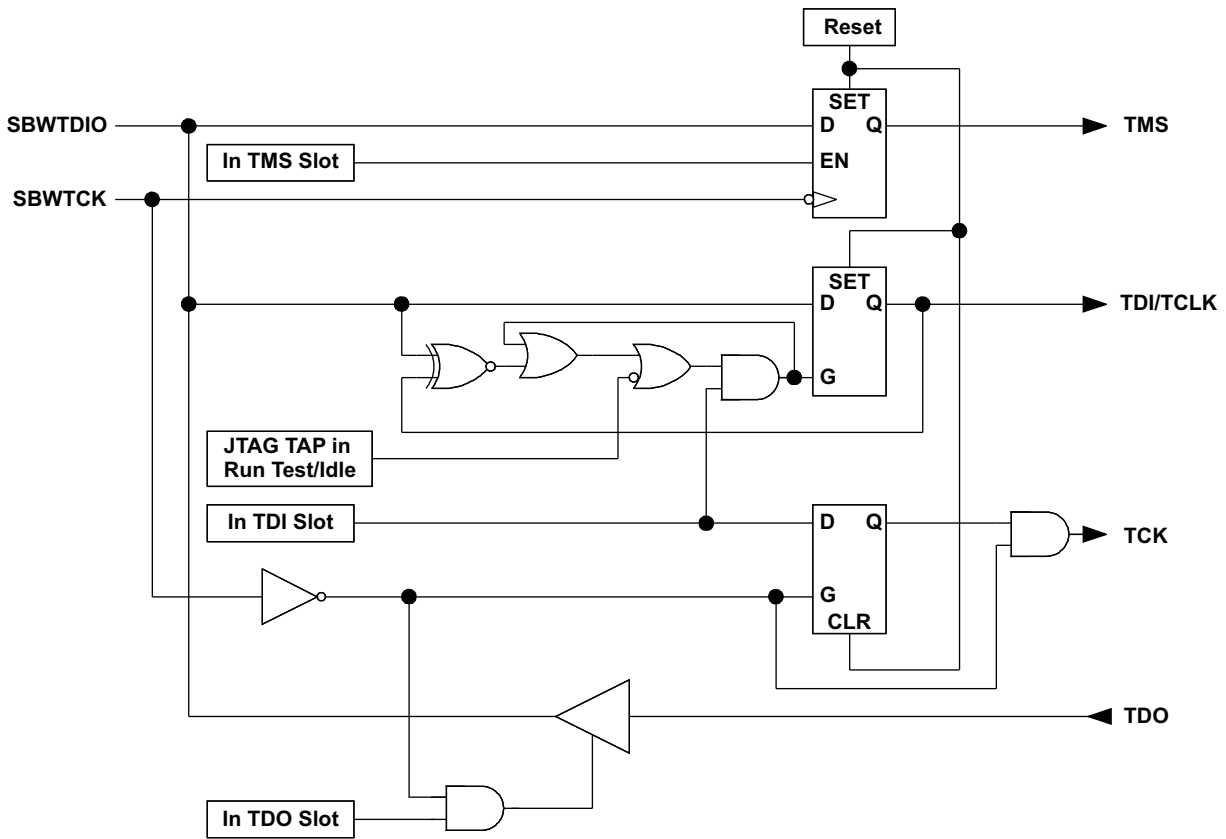 Reset
SET
SBWTDIO
D Q
TMS
In TMS Slot
EN
SBWTCK
SET
D Q
TDI/TCLK
G
JTAG TAP in
Run Test/Idle
In TDI Slot
D Q
TCK
G
CLR
TDO
In TDO Slot